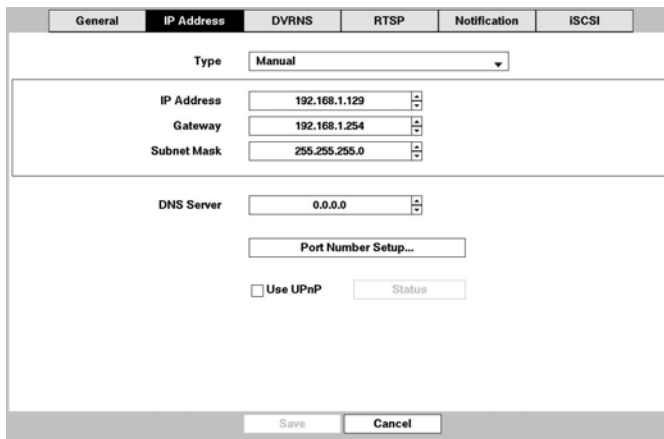 General IP Address DVRNS RTSP Notification iSCSI
Type Manual
IP Address 192.168.1.129
Gateway 192.168.1.254
Subnet Mask 255.255.255.0
DNS Server 0.0.0.0
Port Number Setup...
Use UPnP Status
Save Cancel